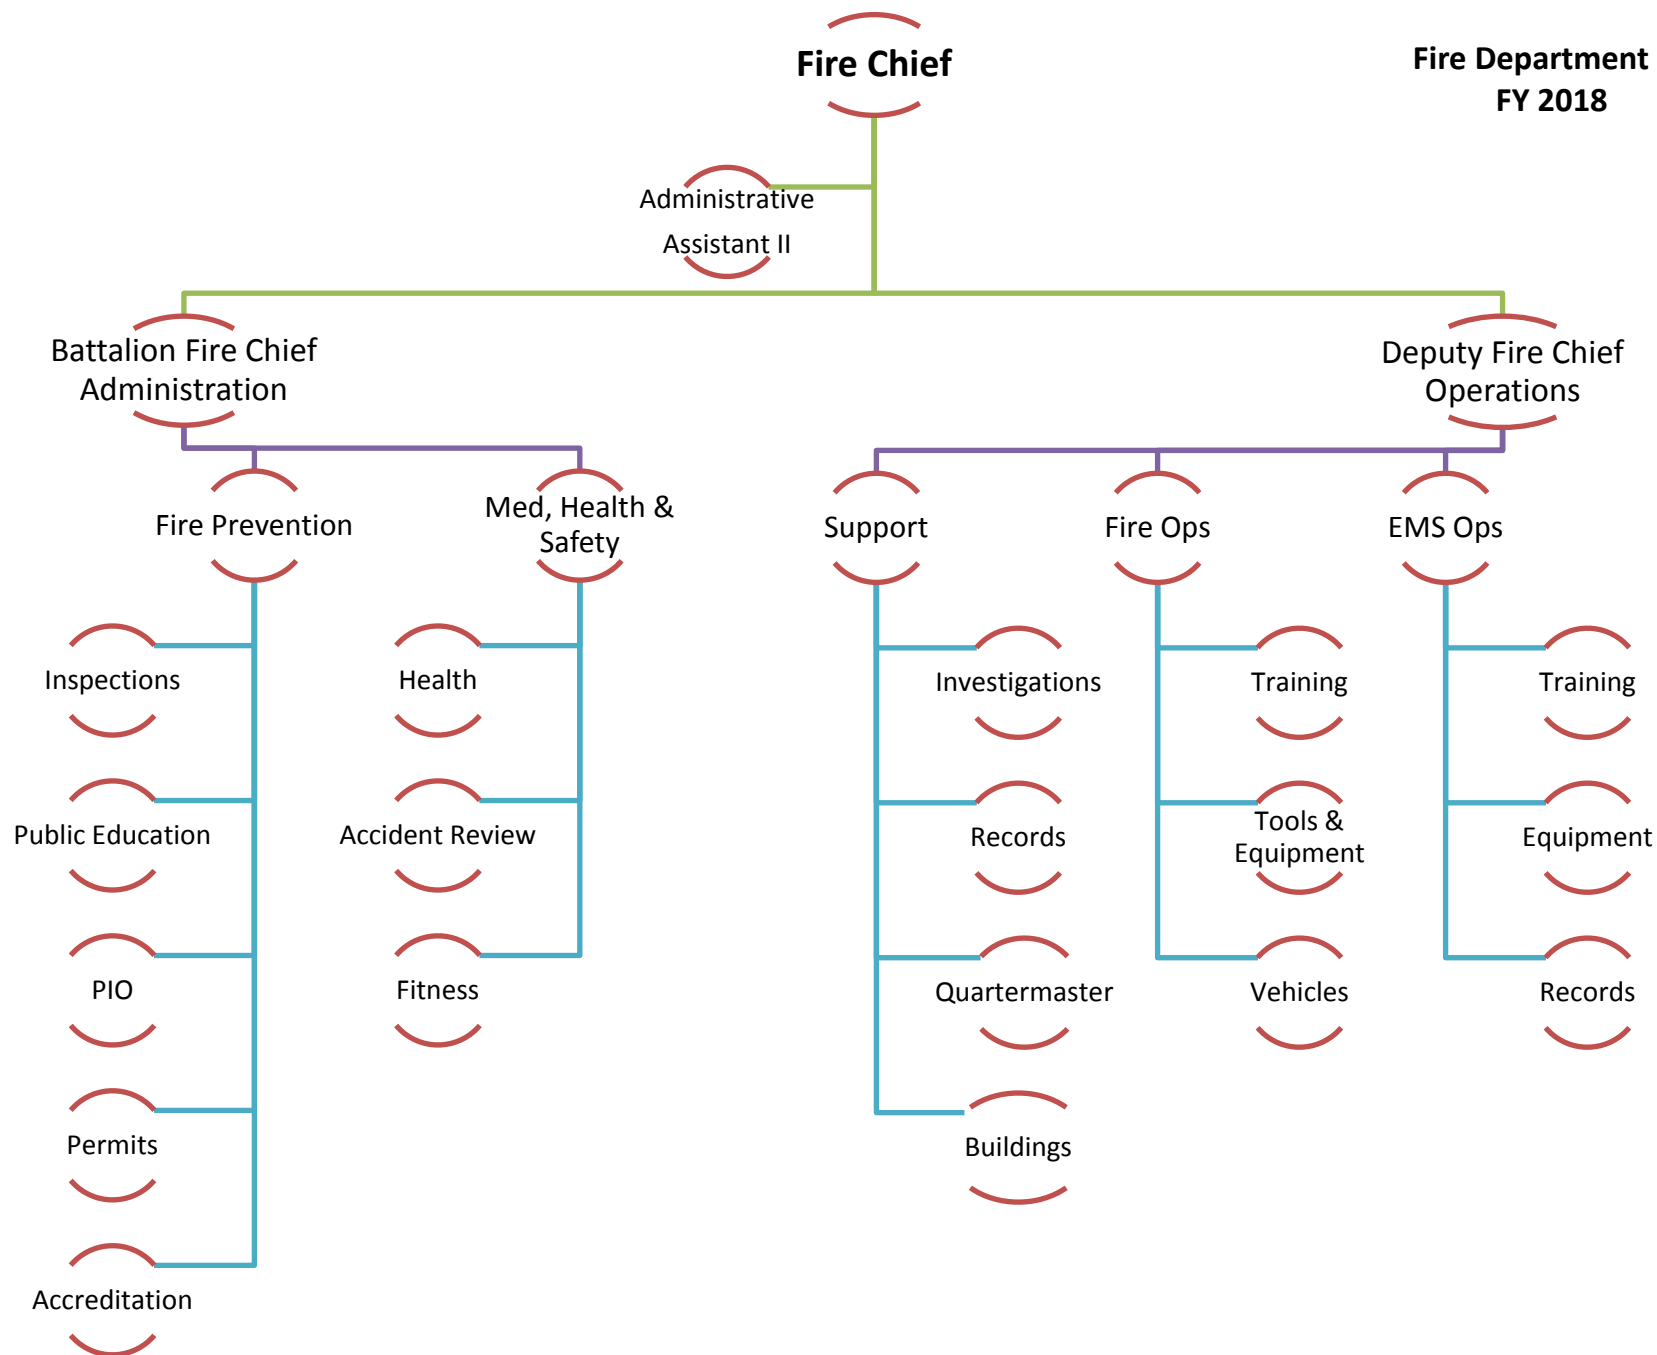 Fire Chief
Fire Department
FY 2018
Administrative
Assistant II
Battalion Fire Chief
Administration
Deputy Fire Chief
Operations
Fire Prevention
Med, Health &
Safety
Support
Fire Ops
EMS Ops
Inspections
Health
Investigations
Training
Training
Public Education
Accident Review
Records
Tools &
Equipment
Equipment
PIO
Fitness
Quartermaster
Vehicles
Records
Permits
Buildings
Accreditation